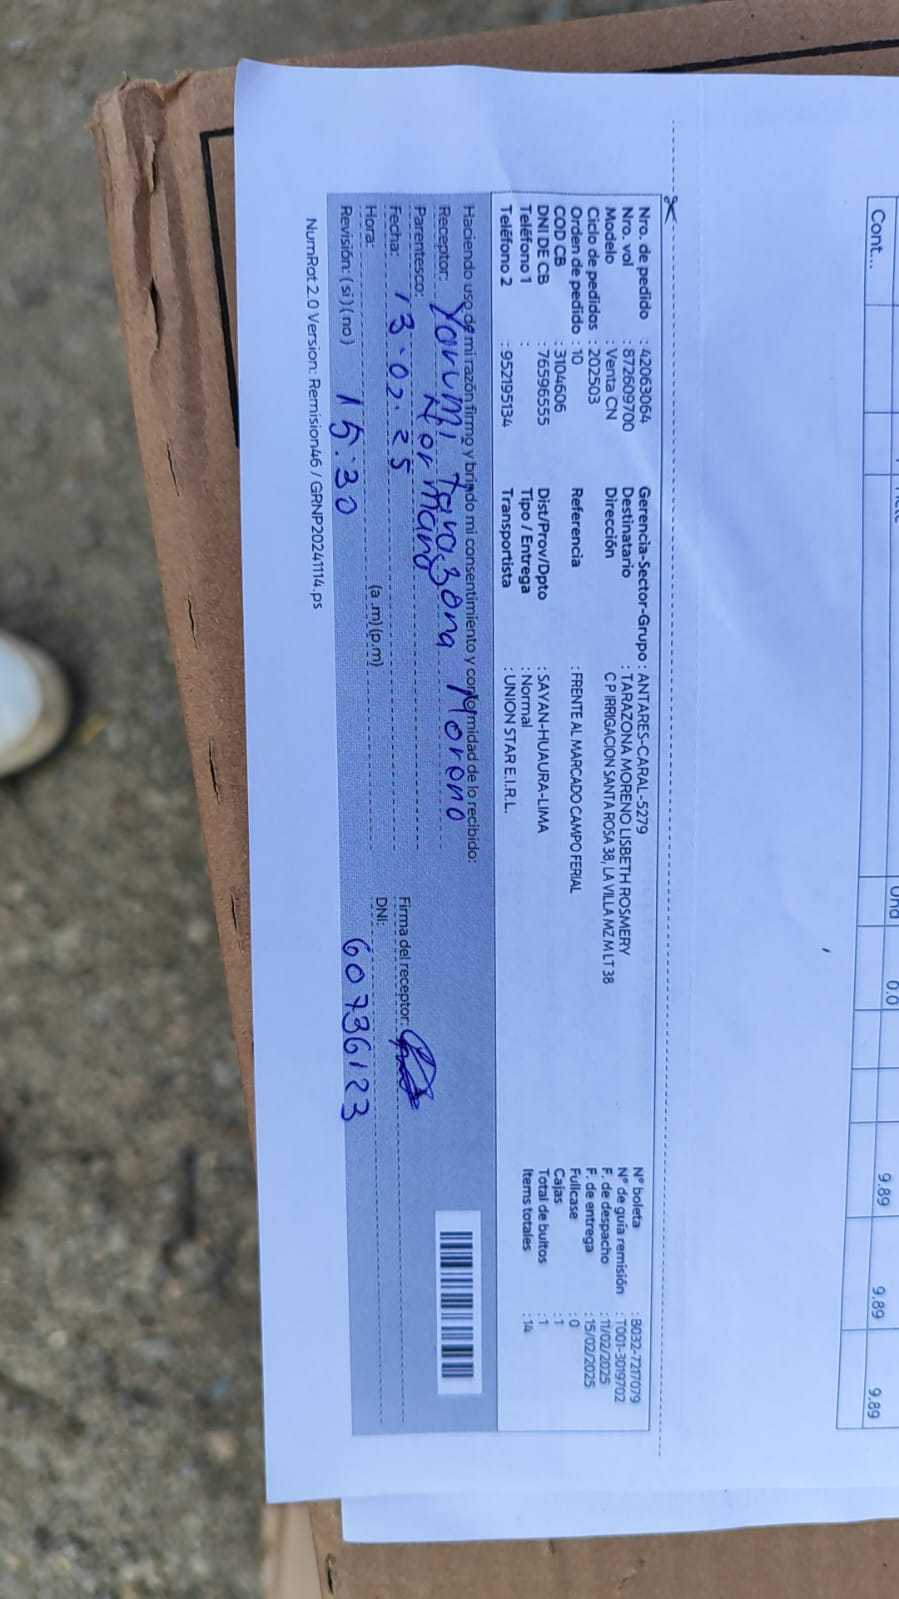 Cont...
Und 0.0 9.89 9.89 9.89
Nro. de pedido : 42063064 Gerencia-Sector-Grupo : ANTARES-CARAL-5279 N° boleta : B032-7217079
Nro. vol : 872609700 Destinatario : TARAZONA MORENO LISBETH ROSMERY N° de guía remisión : T001-3019702
Modelo : Venta CN Dirección C P IRRIGACION SANTA ROSA 38, LA VILLA MZ M LT 38 F. de despacho : 11/02/2025
Ciclo de pedidos : 202503 F. de entrega : 15/02/2025
Orden de pedido : 10 Referencia : FRENTE AL MARCADO CAMPO FERIAL Fullcase : 0
COD CB : 3104606 Cajas : 1
DNI DE CB : 76596555 Dist/Prov/Dpto : SAYAN-HUAURA-LIMA Total de bultos : 1
Teléfono 1 : Tipo / Entrega : Normal Items totales : 14
Teléfono 2 : 952195134 Transportista : UNION STAR E.I.R.L.
Haciendo uso de mi razón firmo y brindo mi consentimiento y conformidad de lo recibido:
Receptor: Yarumi Tarazona Moreno
Parentesco: Hermana Firma del receptor:
Fecha: 13.02.25 DNI: 60736123
Hora: 15:30 (a.m)(p.m)
Revisión: (si)(no)
NumRot 2.0 Version: Remision46 / GRNP20241114.ps